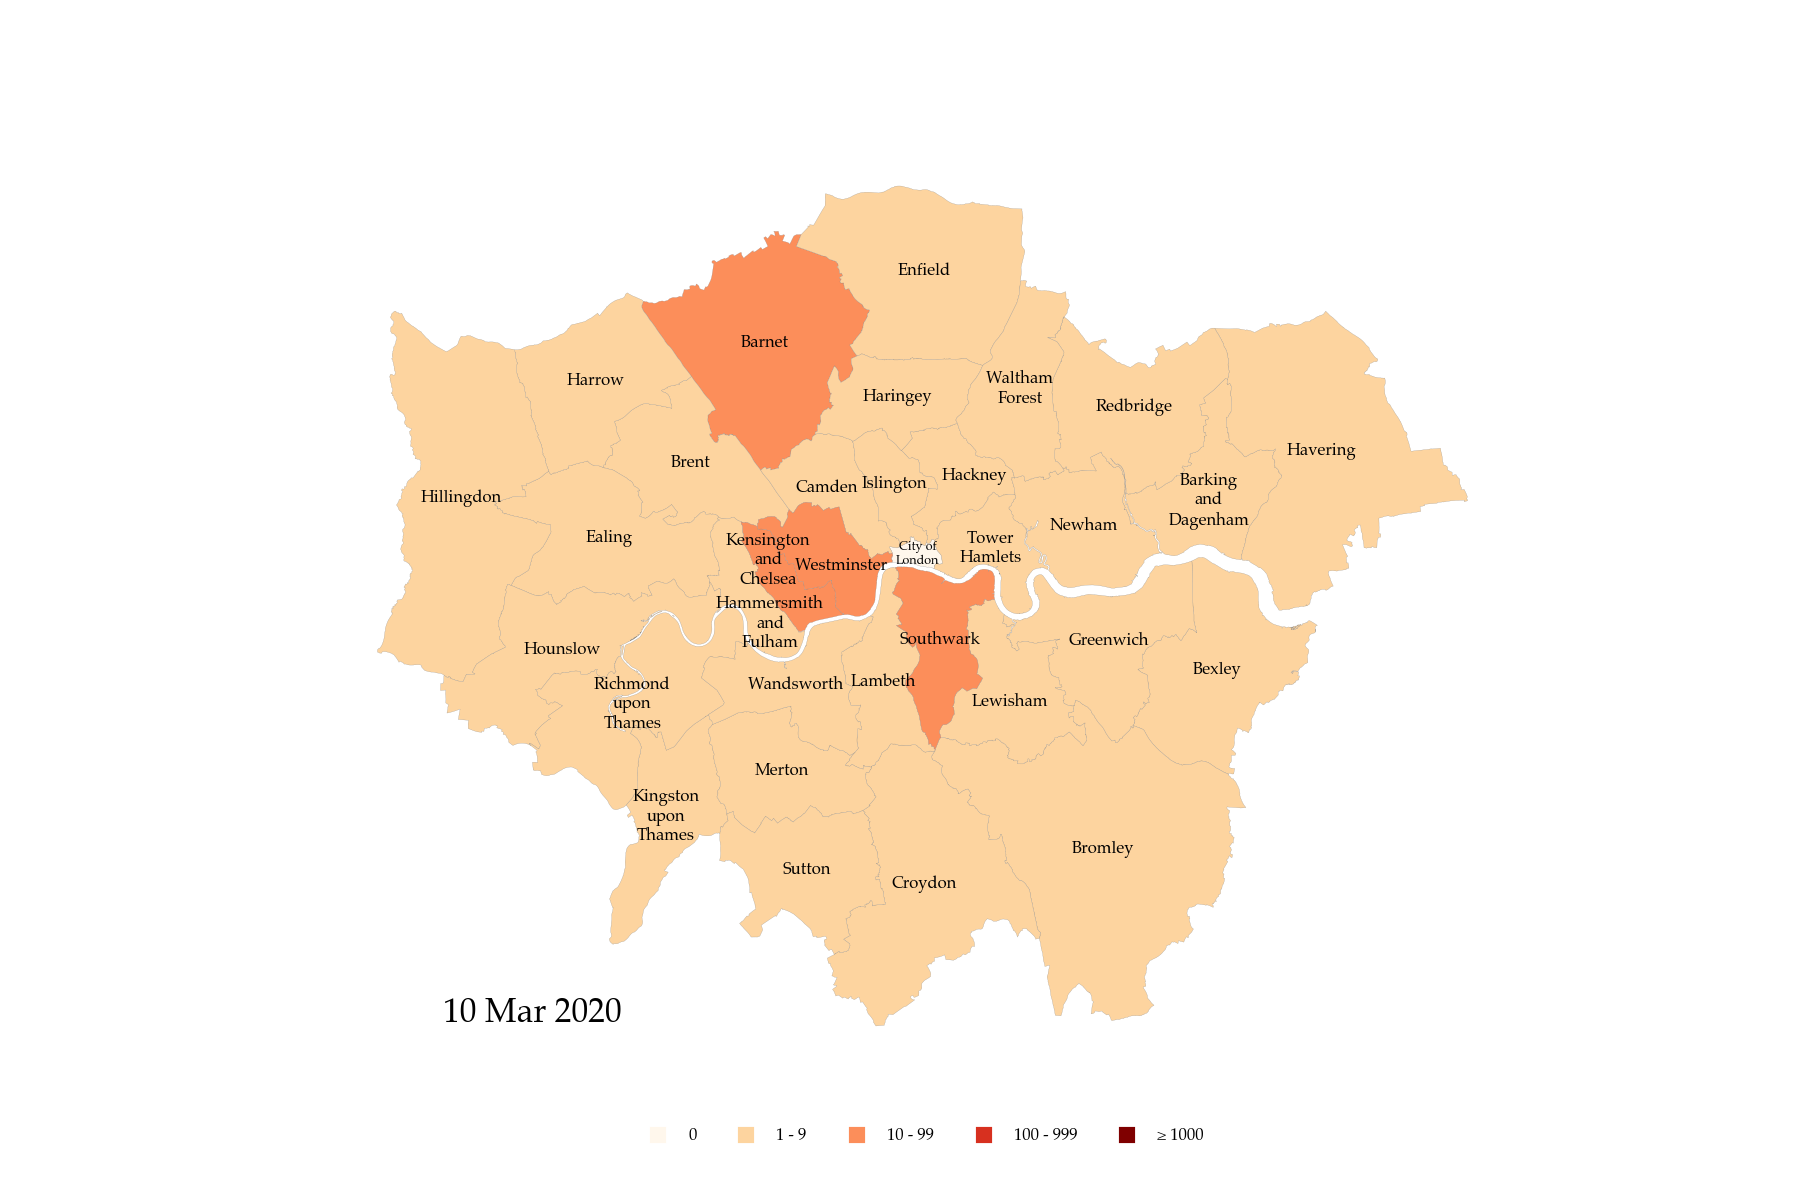 Enfield
Barnet
Harrow
Haringey
Waltham
Forest
Redbridge
Havering
Brent
Camden
Islington
Hackney
Barking
and
Dagenham
Hillingdon
Ealing
Kensington
and
Chelsea
Westminster
City of
London
Tower
Hamlets
Newham
Hammersmith
and
Fulham
Hounslow
Richmond
upon
Thames
Wandsworth
Lambeth
Southwark
Lewisham
Greenwich
Bexley
Merton
Kingston
upon
Thames
Sutton
Croydon
Bromley
10 Mar 2020
0
1 - 9
10 - 99
100 - 999
≥ 1000